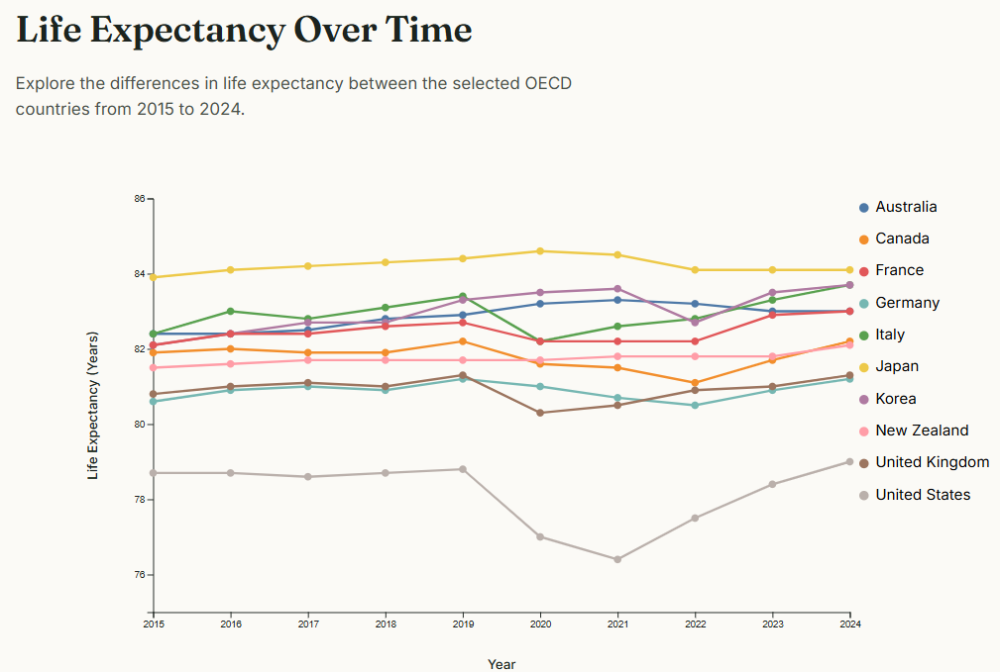 Life Expectancy Over Time
Explore the differences in life expectancy between the selected OECD
countries from 2015 to 2024.
86
84
82
80
78
76
Life Expectancy (Years)
2015 2016 2017 2018 2019 2020 2021 2022 2023 2024
Year
Australia
Canada
France
Germany
Italy
Japan
Korea
New Zealand
United Kingdom
United States